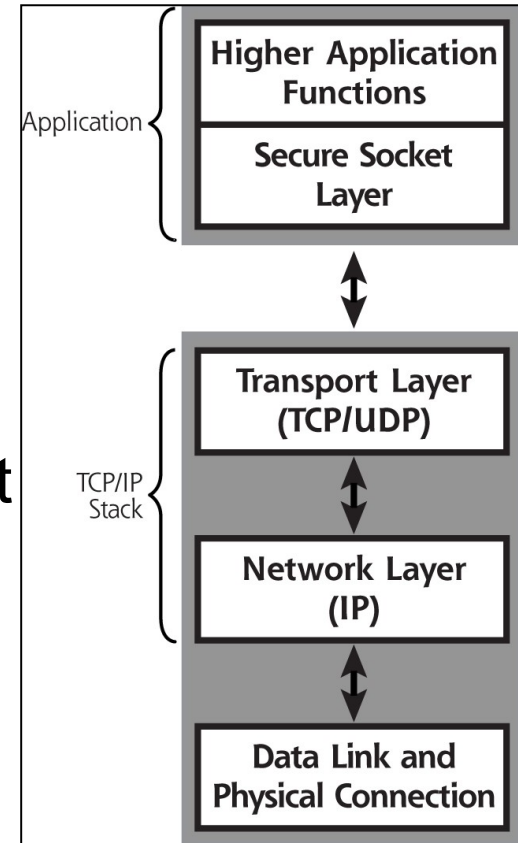 Higher Application
Functions
Application
Secure Socket
Layer
Transport Layer
(TCP/UDP)
t
TCP/IP
Stack
Network Layer
(IP)
Data Link and
Physical Connection